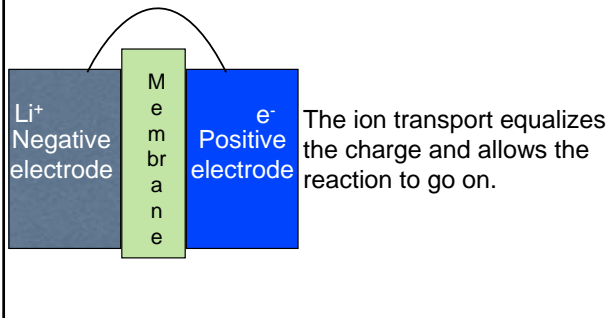 Li⁺
Negative
electrode
M
e
m
br
a
n
e
e⁻
Positive
electrode
The ion transport equalizes
the charge and allows the
reaction to go on.